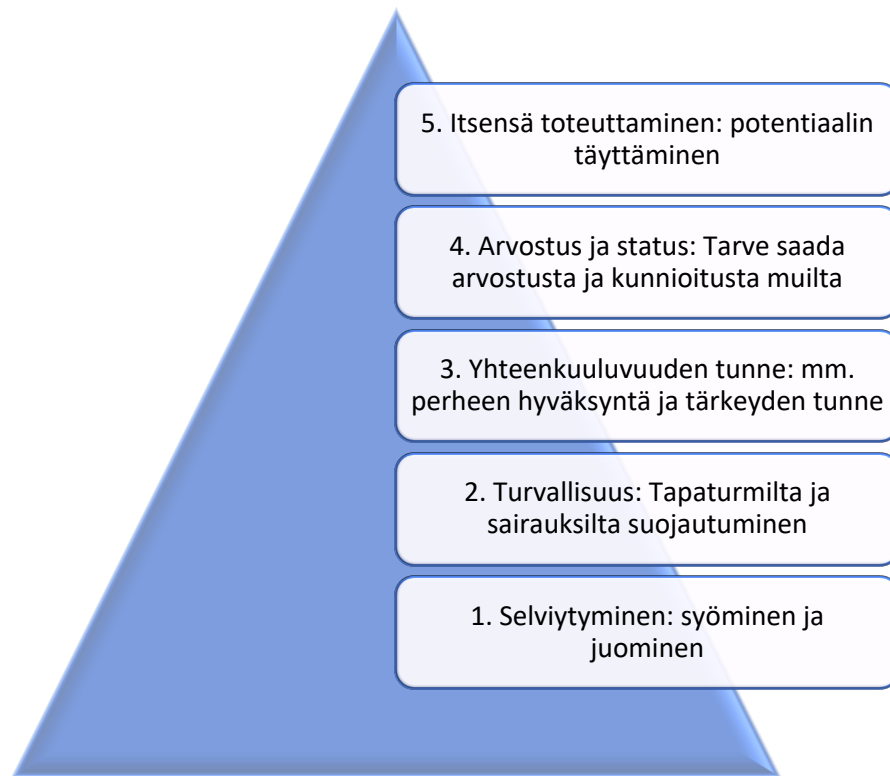 5. Itsensä toteuttaminen: potentiaalin
täyttäminen
4. Arvostus ja status: Tarve saada
arvostusta ja kunnioitusta muilta
3. Yhteenkuuluvuuden tunne: mm.
perheen hyväksyntä ja tärkeyden tunne
2. Turvallisuus: Tapaturmilta ja
sairauksilta suojautuminen
1. Selviytyminen: syöminen ja
juominen